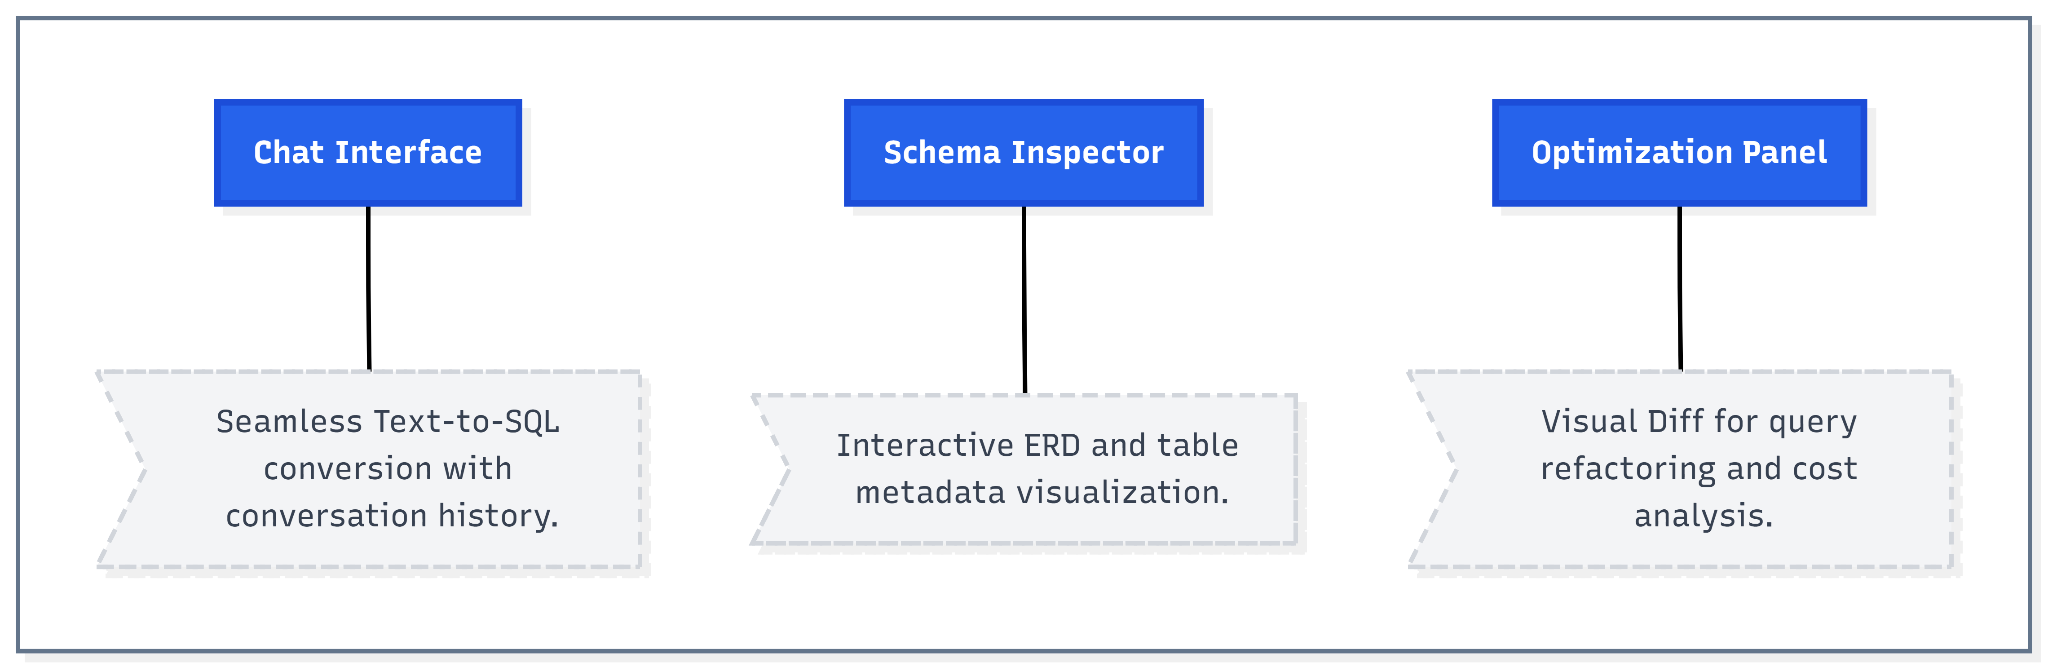 Chat Interface
Schema Inspector
Optimization Panel
Seamless Text-to-SQL
conversion with
conversation history.
Interactive ERD and table
metadata visualization.
Visual Diff for query
refactoring and cost
analysis.